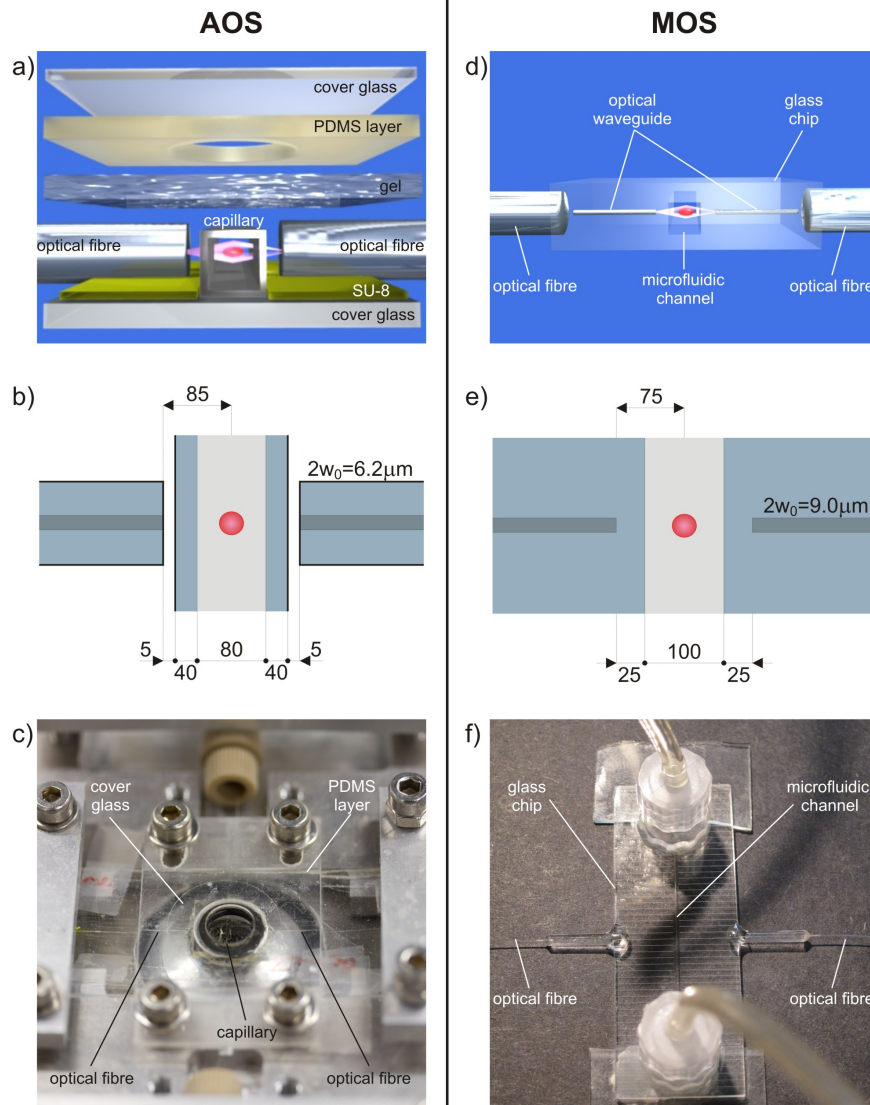 AOS
MOS
a)
cover glass
PDMS layer
gel
capillary
optical fibre
optical fibre
SU-8
cover glass
d)
optical
waveguide
glass
chip
optical fibre
microfluidic
channel
optical fibre
b)
85
2w₀=6.2μm
5
40
80
40
5
e)
75
2w₀=9.0μm
25
100
25
c)
cover
glass
PDMS
layer
capillary
optical fibre
optical fibre
f)
glass
chip
microfluidic
channel
optical fibre
optical fibre